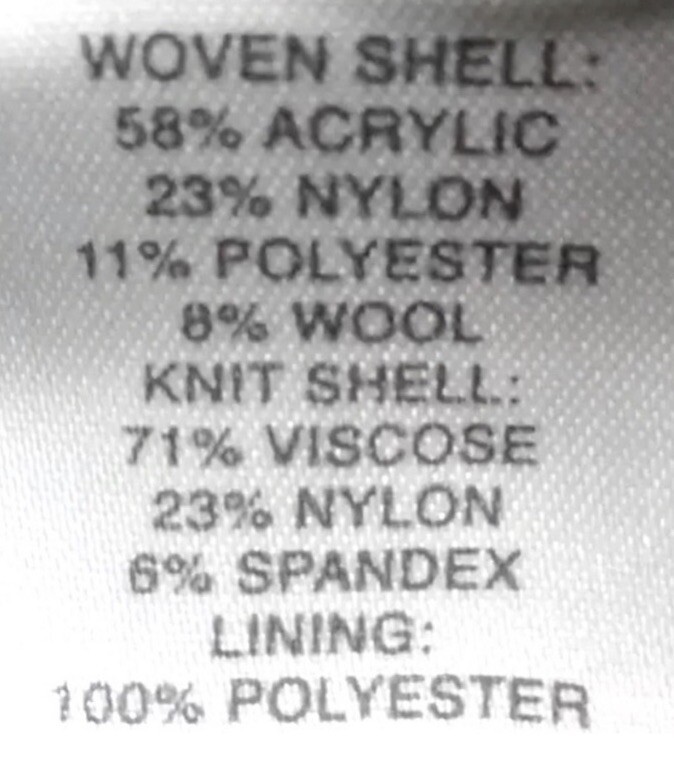 WOVEN SHELL:
58% ACRYLIC
23% NYLON
11% POLYESTER
8% WOOL
KNIT SHELL:
71% VISCOSE
23% NYLON
6% SPANDEX
LINING:
100% POLYESTER